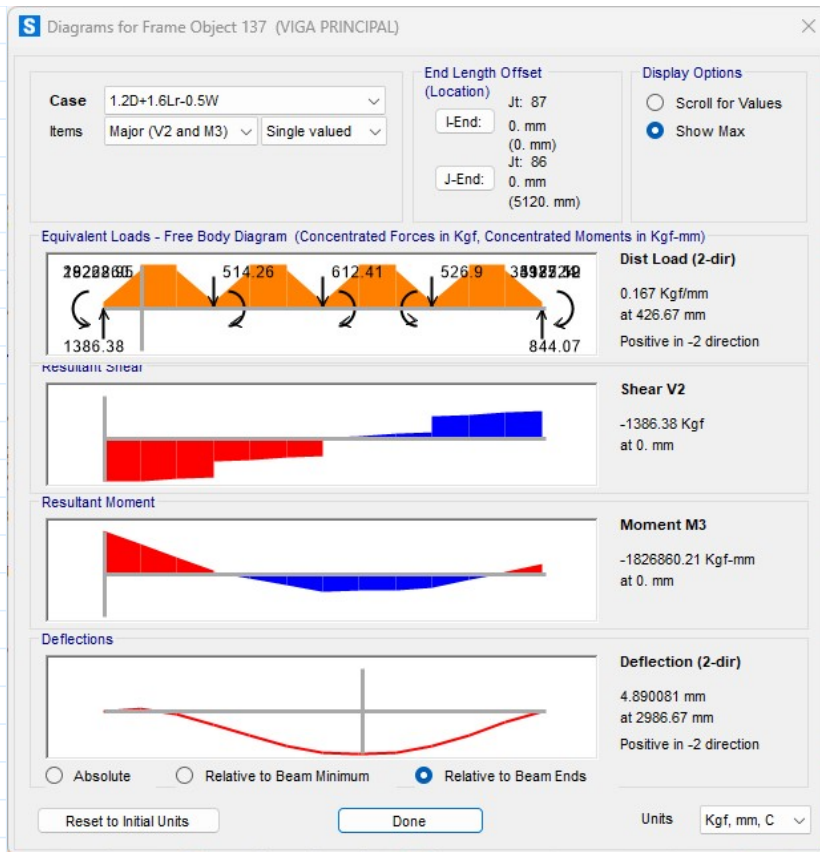 S Diagrams for Frame Object 137 (VIGA PRINCIPAL)
Case 1.2D+1.6Lr-0.5W
Items Major (V2 and M3) Single valued
End Length Offset
(Location)
Jt: 87
I-End: 0. mm
(0. mm)
Jt: 86
J-End: 0. mm
(5120. mm)
Display Options
Scroll for Values
Show Max
Equivalent Loads - Free Body Diagram (Concentrated Forces in Kgf, Concentrated Moments in Kgf-mm)
514.26 612.41 526.9
1386.38 844.07
Dist Load (2-dir)
0.167 Kgf/mm
at 426.67 mm
Positive in -2 direction
Resultant Shear
Shear V2
-1386.38 Kgf
at 0. mm
Resultant Moment
Moment M3
-1826860.21 Kgf-mm
at 0. mm
Deflections
Deflection (2-dir)
4.890081 mm
at 2986.67 mm
Positive in -2 direction
Absolute Relative to Beam Minimum Relative to Beam Ends
Reset to Initial Units Done Units Kgf, mm, C